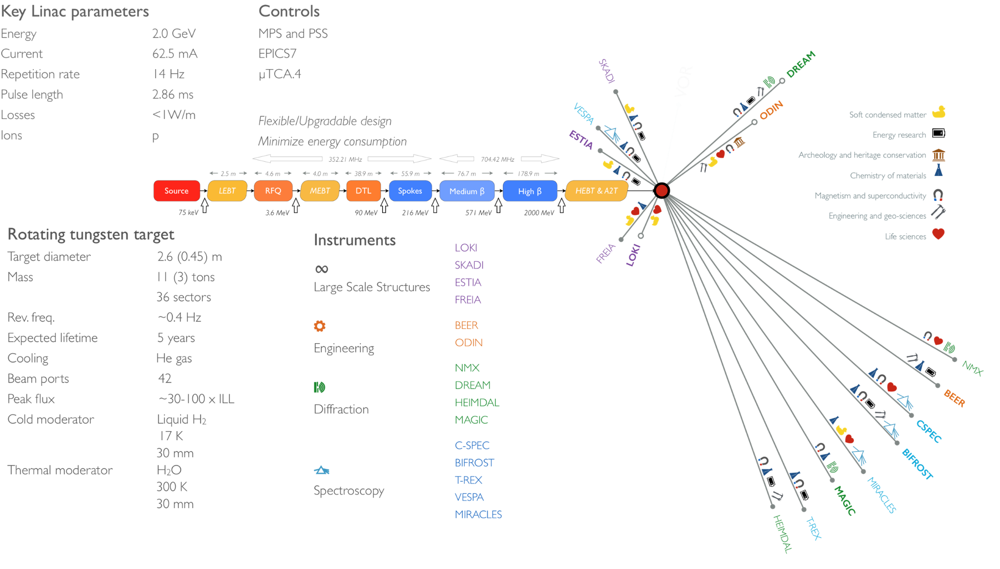 Key Linac parameters
Energy 2.0 GeV
Current 62.5 mA
Repetition rate 14 Hz
Pulse length 2.86 ms
Losses <1W/m
Ions p
Controls
MPS and PSS
EPICS7
µTCA.4
Flexible/Upgradable design
Minimize energy consumption
352.21 MHz 704.42 MHz
2.5 m 4.6 m 4.0 m 38.9 m 55.9 m 76.7 m 178.9 m
Source LEBT RFQ MEBT DTL Spokes Medium β High β HEBT & A2T
75 keV 3.6 MeV 90 MeV 216 MeV 571 MeV 2000 MeV
Rotating tungsten target
Target diameter 2.6 (0.45) m
Mass 11 (3) tons
36 sectors
Rev. freq. ~0.4 Hz
Expected lifetime 5 years
Cooling He gas
Beam ports 42
Peak flux ~30-100 x ILL
Cold moderator Liquid H2
17 K
30 mm
Thermal moderator H2O
300 K
30 mm
Instruments
Large Scale Structures
Engineering
Diffraction
Spectroscopy
LOKI
SKADI
ESTIA
FREIA
BEER
ODIN
NMX
DREAM
HEIMDAL
MAGIC
C-SPEC
BIFROST
T-REX
VESPA
MIRACLES
SKADI
VESPA
ESTIA
FREIA
LOKI
VOR
DREAM
ODIN
Soft condensed matter
Energy research
Archeology and heritage conservation
Chemistry of materials
Magnetism and superconductivity
Engineering and geo-sciences
Life sciences
NMX
BEER
CSPEC
BIFROST
MIRACLES
MAGIC
T-REX
HEIMDAL